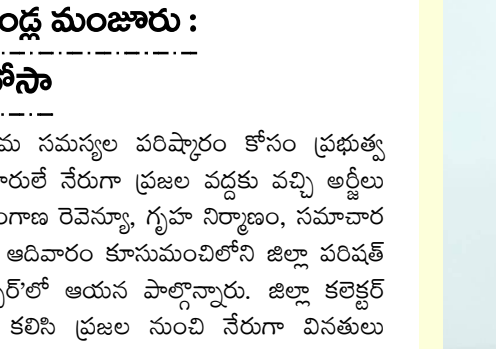 ండ్ల మంజూరు :
ోసా
మ సమస్యల పరిష్కారం కోసం ప్రభుత్వ
ారులే నేరుగా ప్రజల వద్దకు వచ్చి అర్జీలు
ంగాణ రెవెన్యూ, గృహ నిర్మాణం, సమాచార
ఆదివారం కూసుమంచిలోని జిల్లా పరిషత్
్పర్’లో ఆయన పాల్గొన్నారు. జిల్లా కలెక్టర్
కలిసి ప్రజల నుంచి నేరుగా వినతులు